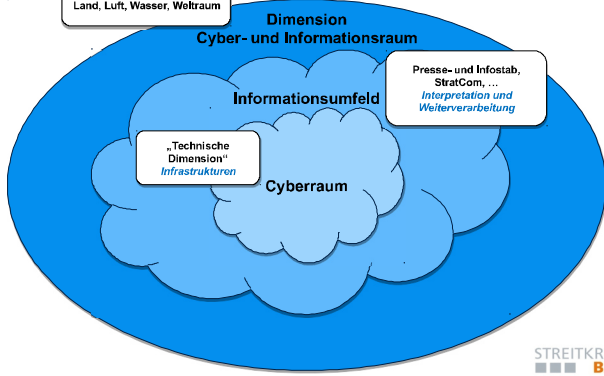 Land, Luft, Wasser, Weltraum
Dimension
Cyber- und Informationsraum
Presse- und Infostab,
StratCom, ...
Interpretation und
Weiterverarbeitung
Informationsumfeld
„Technische
Dimension“
Infrastrukturen
Cyberraum
STREITKR
B